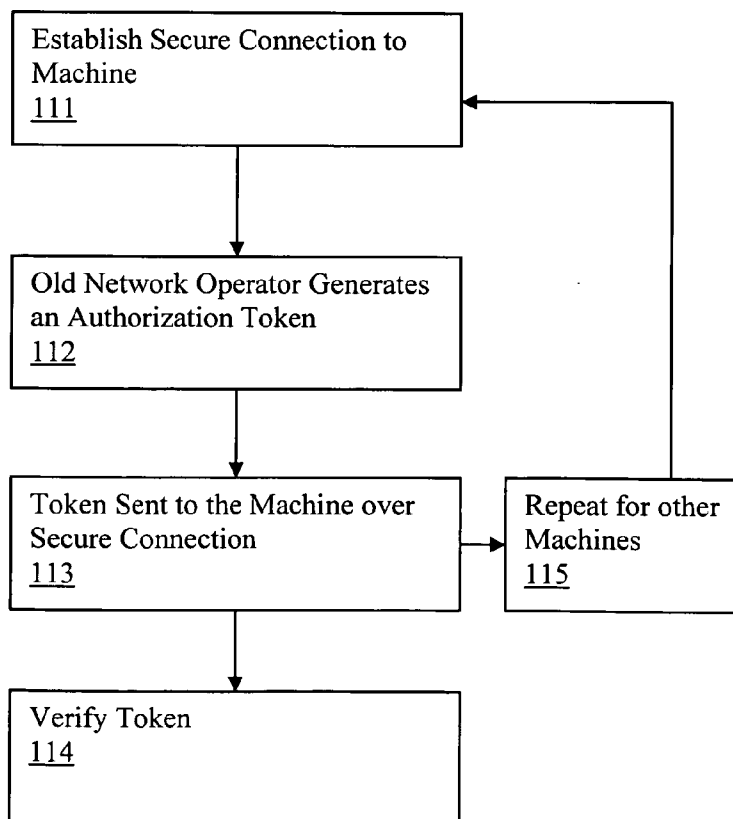 Establish Secure Connection to
Machine
111
Old Network Operator Generates
an Authorization Token
112
Token Sent to the Machine over
Secure Connection
113
Repeat for other
Machines
115
Verify Token
114